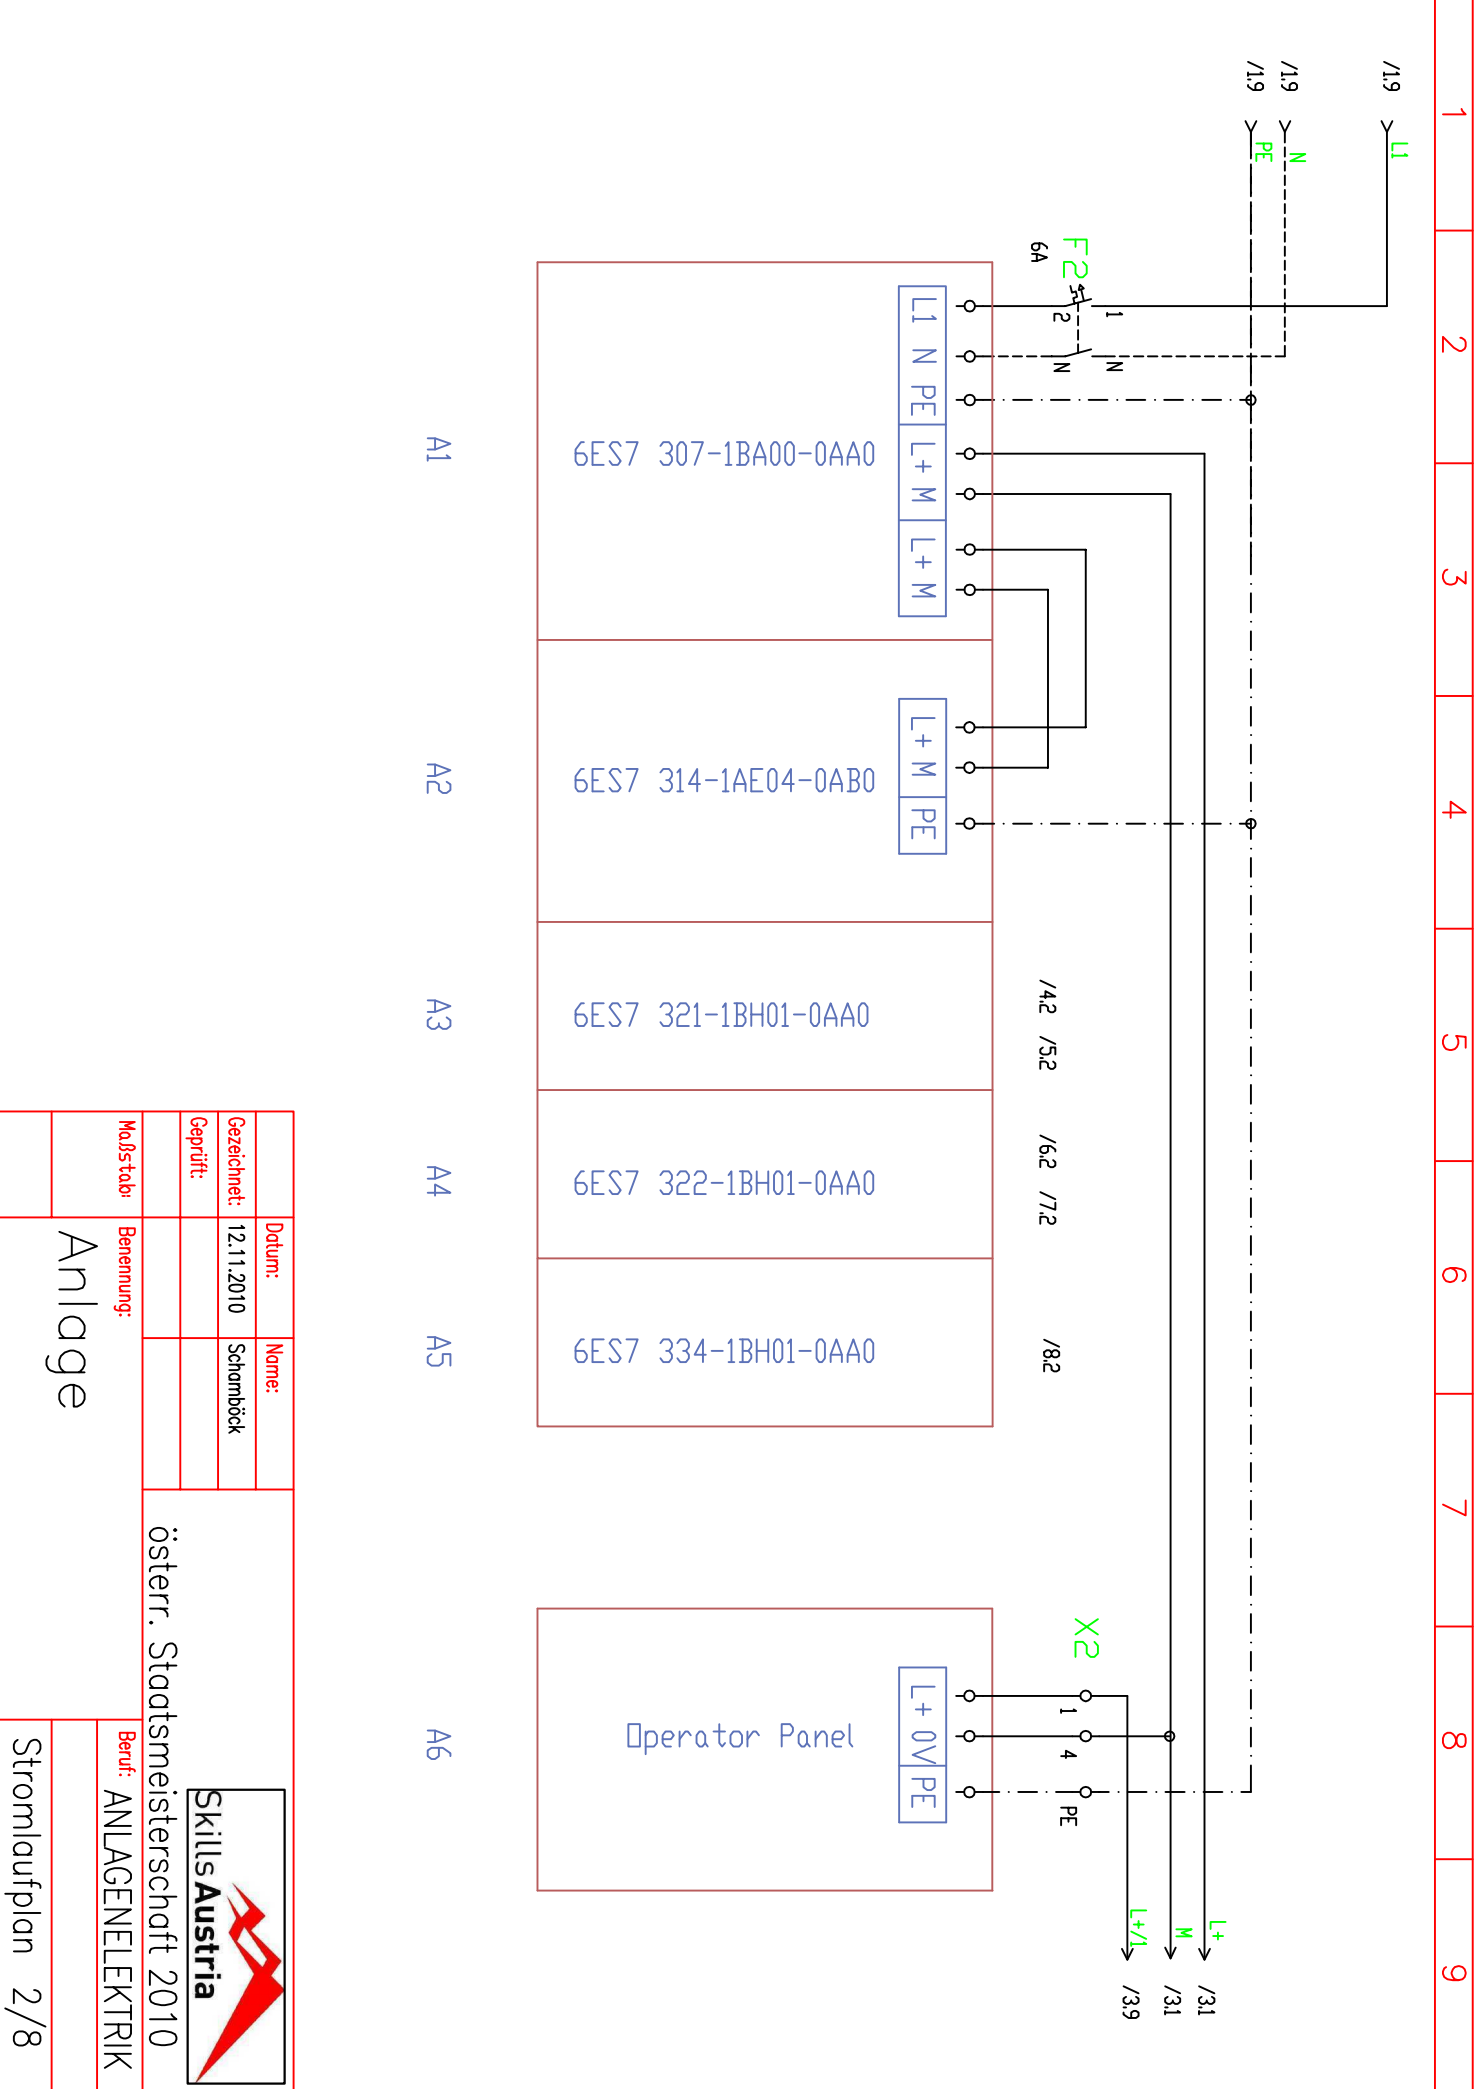 1 2 3 4 5 6 7 8 9
/1.9 L1
/1.9 N
/1.9 PE
L+ /3.1
M /3.1
L+/1 /3.9
F2
6A
1 2
N N
X2
1 4 PE
/4.2 /5.2
/6.2 /7.2
/8.2
L1 N PE L+ M L+ M
L+ M PE
L+ 0V PE
6ES7 307-1BA00-0AA0
6ES7 314-1AE04-0AB0
6ES7 321-1BH01-0AA0
6ES7 322-1BH01-0AA0
6ES7 334-1BH01-0AA0
Operator Panel
A1 A2 A3 A4 A5 A6
Datum: Name:
Gezeichnet: 12.11.2010 Schamböck
Geprüft:
SkillsAustria
österr. Staatsmeisterschaft 2010
Maßstab: Benennung:
Anlage
Beruf: ANLAGENELEKTRIK
Stromlaufplan 2/8